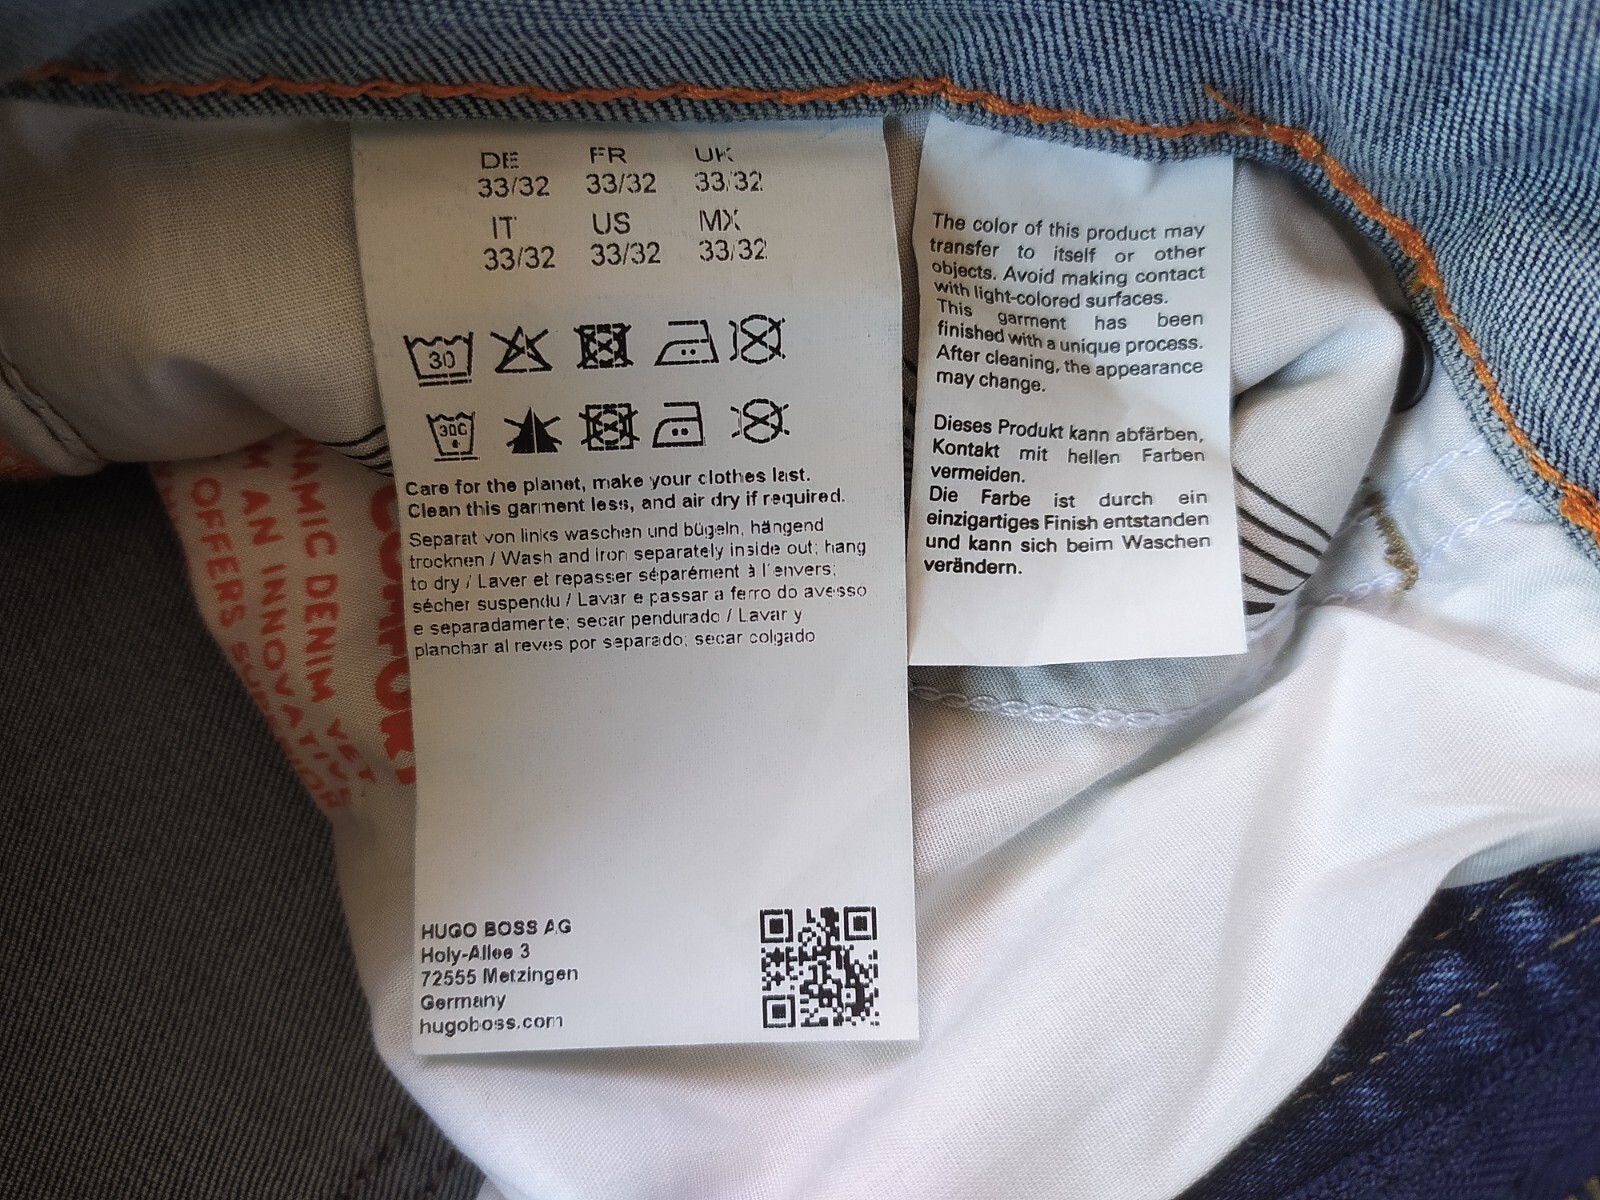 DE FR UK
33/32 33/32 33/32
IT US MX
33/32 33/32 33/32
30
30C
Care for the planet, make your clothes last.
Clean this garment less, and air dry if required.
Separat von links waschen und bügeln, hängend
trocknen / Wash and iron separately inside out; hang
to dry / Laver et repasser séparément à l'envers;
sécher suspendu / Lavar e passar a ferro do avesso
e separadamente; secar pendurado / Lavar y
planchar al reves por separado; secar colgado
HUGO BOSS AG
Holy-Allee 3
72555 Metzingen
Germany
hugoboss.com
The color of this product may
transfer to itself or other
objects. Avoid making contact
with light-colored surfaces.
This garment has been
finished with a unique process.
After cleaning, the appearance
may change.
Dieses Produkt kann abfärben,
Kontakt mit hellen Farben
vermeiden.
Die Farbe ist durch ein
einzigartiges Finish entstanden
und kann sich beim Waschen
verändern.
DENIM YET
AN INNOVATIVE
OFFERS